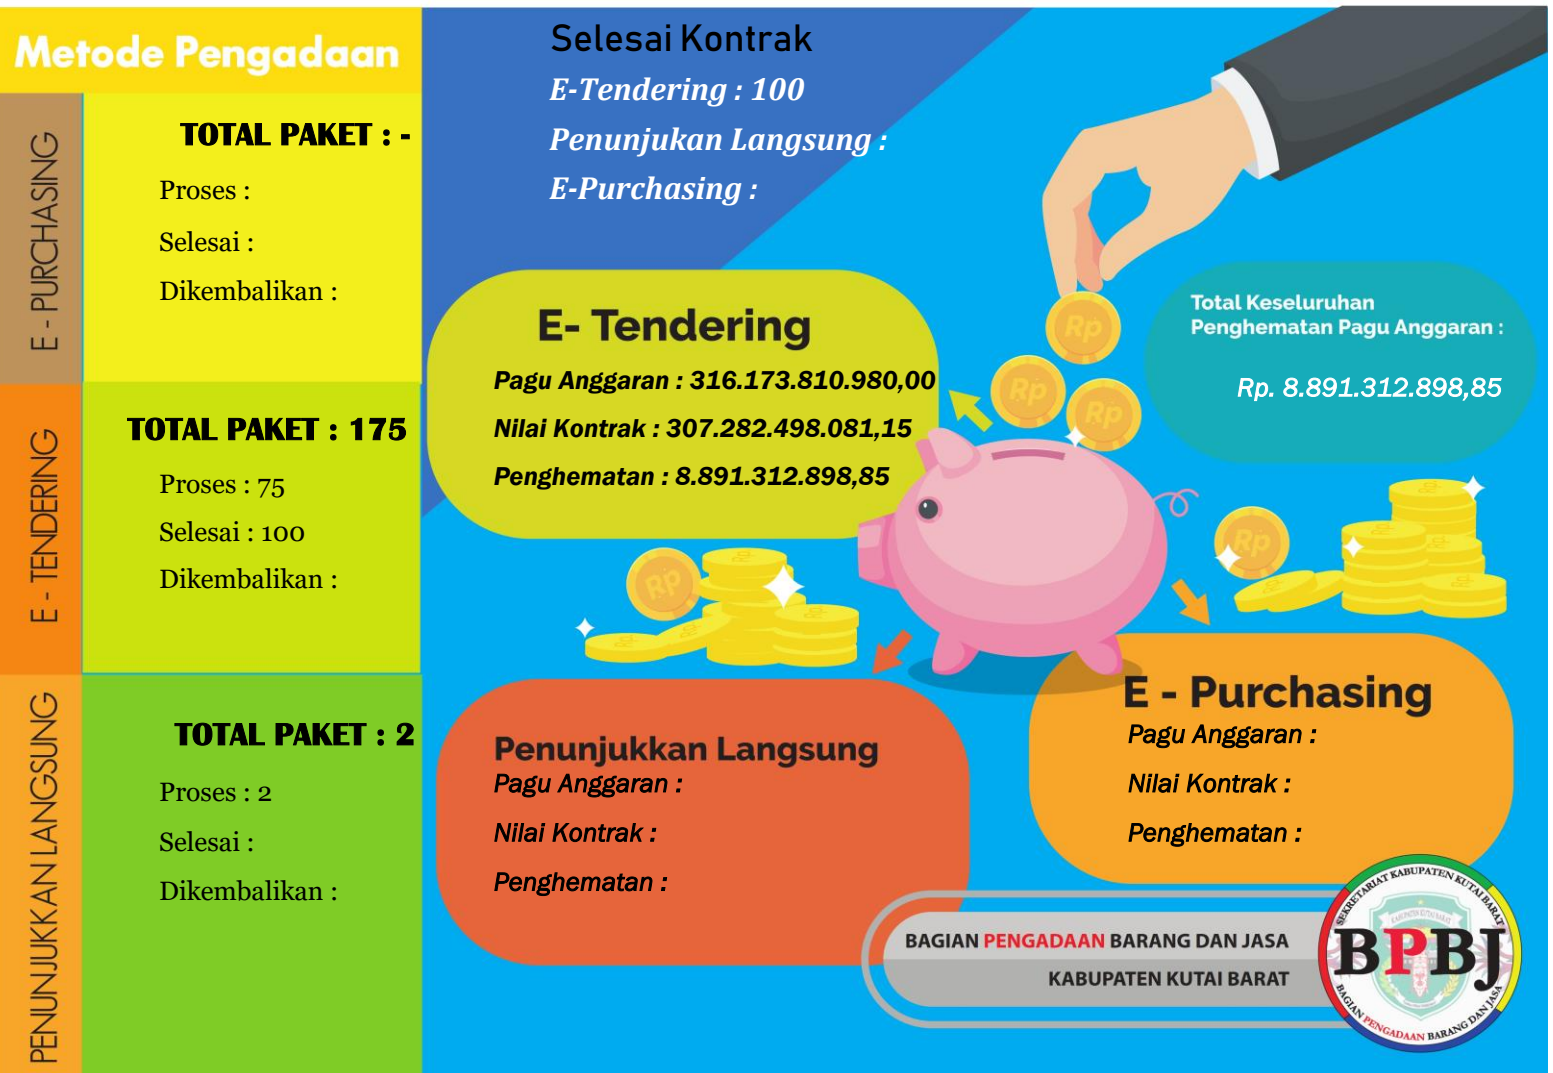 Metode Pengadaan
E - PURCHASING
TOTAL PAKET : -
Proses :
Selesai :
Dikembalikan :
E - TENDERING
TOTAL PAKET : 175
Proses : 75
Selesai : 100
Dikembalikan :
PENUNJUKKAN LANGSUNG
TOTAL PAKET : 2
Proses : 2
Selesai :
Dikembalikan :
Selesai Kontrak
E-Tendering : 100
Penunjukan Langsung :
E-Purchasing :
E- Tendering
Pagu Anggaran : 316.173.810.980,00
Nilai Kontrak : 307.282.498.081,15
Penghematan : 8.891.312.898,85
Rp
Rp
Rp
Total Keseluruhan
Penghematan Pagu Anggaran :
Rp. 8.891.312.898,85
Rp
Rp
Penunjukkan Langsung
Pagu Anggaran :
Nilai Kontrak :
Penghematan :
E - Purchasing
Pagu Anggaran :
Nilai Kontrak :
Penghematan :
BAGIAN PENGADAAN BARANG DAN JASA
KABUPATEN KUTAI BARAT
SEKRETARIAT KABUPATEN KUTAI BARAT
BPBJ
BAGIAN PENGADAAN BARANG DAN JASA